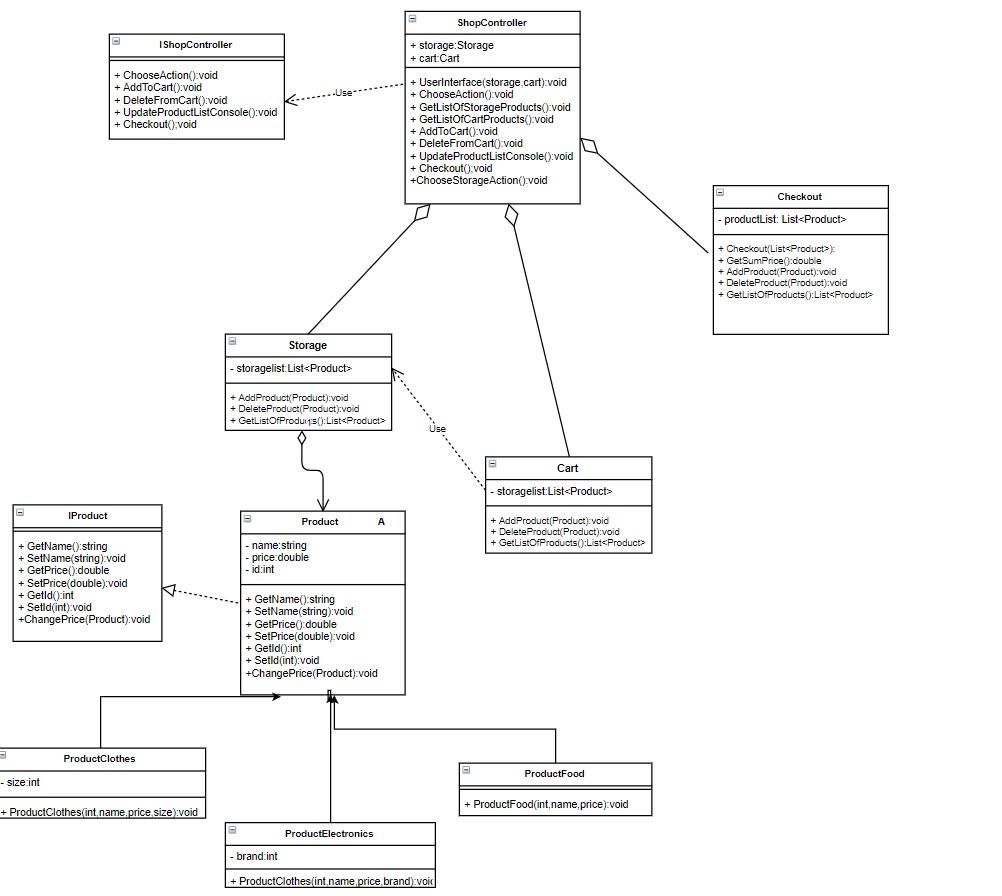 IShopController
+ ChooseAction():void
+ AddToCart():void
+ DeleteFromCart():void
+ UpdateProductListConsole():void
+ Checkout();void
Use
ShopController
+ storage:Storage
+ cart:Cart
+ UserInterface(storage,cart):void
+ ChooseAction():void
+ GetListOfStorageProducts():void
+ GetListOfCartProducts():void
+ AddToCart():void
+ DeleteFromCart():void
+ UpdateProductListConsole():void
+ Checkout();void
+ChooseStorageAction():void
Checkout
- productList: List<Product>
+ Checkout(List<Product>):
+ GetSumPrice():double
+ AddProduct(Product):void
+ DeleteProduct(Product):void
+ GetListOfProducts():List<Product>
Storage
- storagelist:List<Product>
+ AddProduct(Product):void
+ DeleteProduct(Product):void
+ GetListOfProducts():List<Product>
Use
Cart
- storagelist:List<Product>
+ AddProduct(Product):void
+ DeleteProduct(Product):void
+ GetListOfProducts():List<Product>
IProduct
+ GetName():string
+ SetName(string):void
+ GetPrice():double
+ SetPrice(double):void
+ GetId():int
+ SetId(int):void
+ChangePrice(Product):void
Product A
- name:string
- price:double
- id:int
+ GetName():string
+ SetName(string):void
+ GetPrice():double
+ SetPrice(double):void
+ GetId():int
+ SetId(int):void
+ChangePrice(Product):void
ProductClothes
- size:int
+ ProductClothes(int,name,price,size):void
ProductElectronics
- brand:int
+ ProductClothes(int,name,price,brand):void
ProductFood
+ ProductFood(int,name,price):void